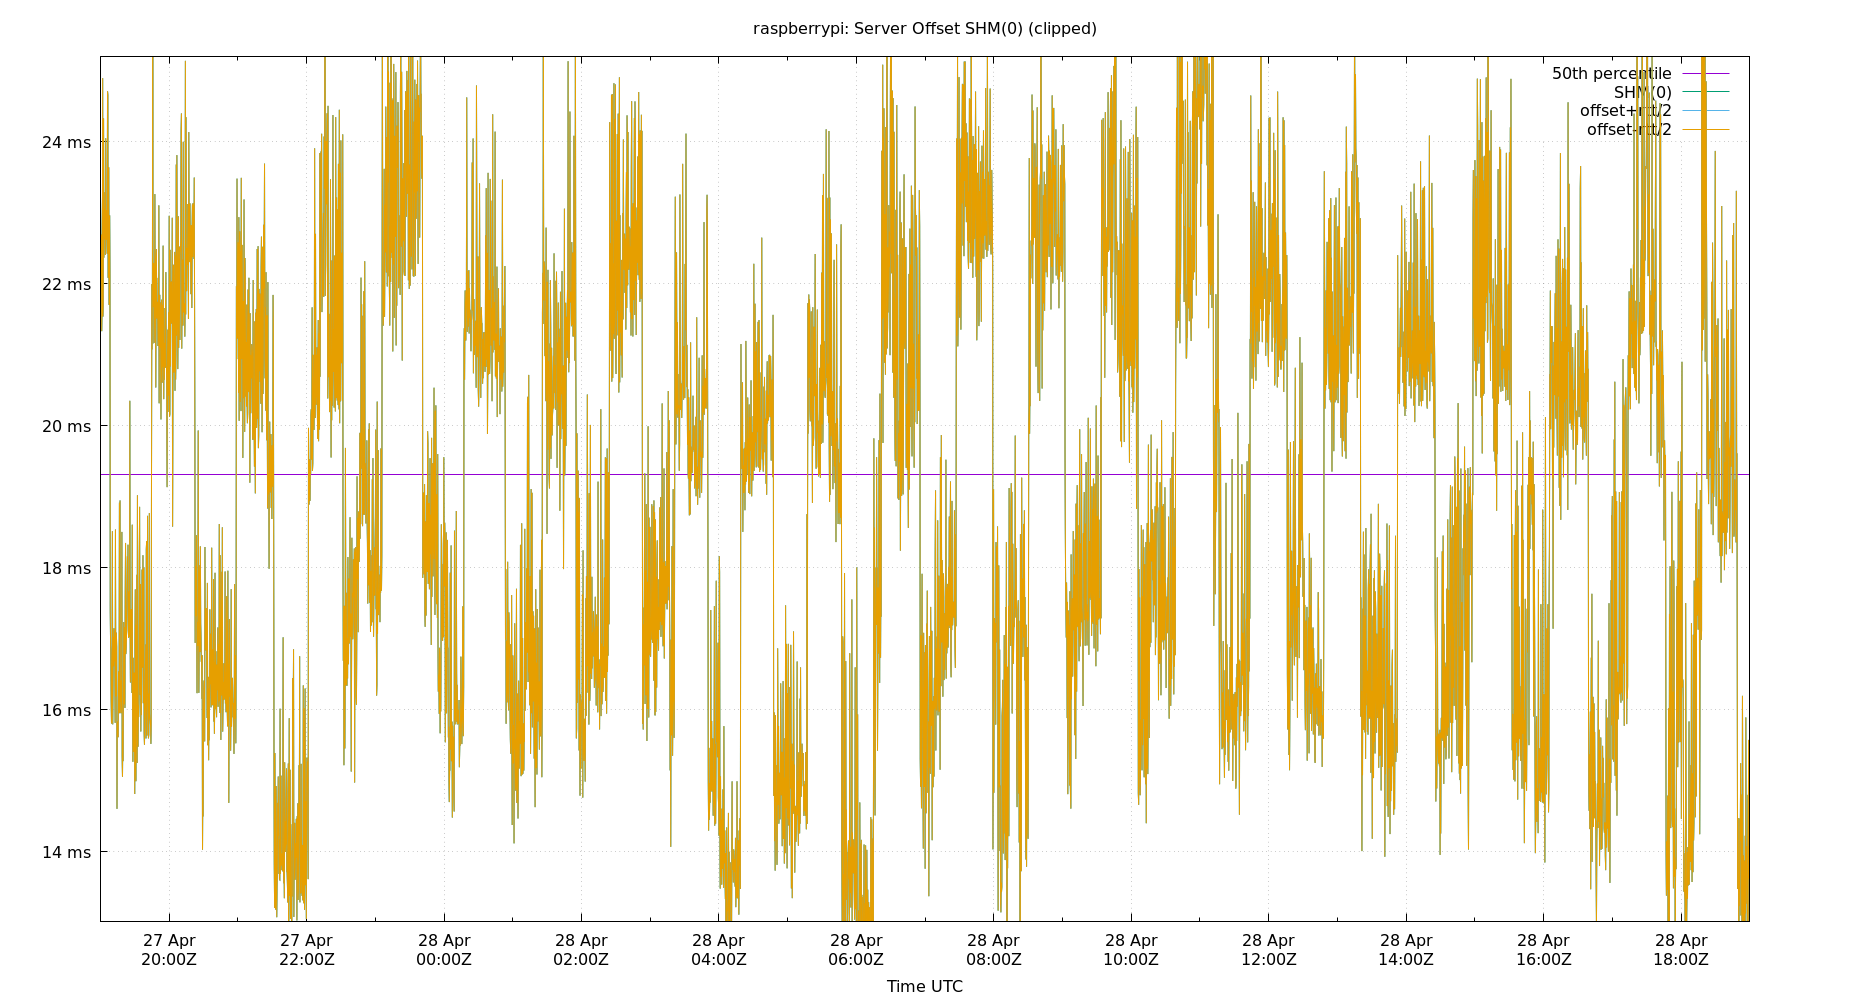 raspberrypi: Server Offset SHM(0) (clipped)
50th percentile
SHM(0)
offset+rtt/2
offset-rtt/2
24 ms
22 ms
20 ms
18 ms
16 ms
14 ms
27 Apr 27 Apr 28 Apr 28 Apr 28 Apr 28 Apr 28 Apr 28 Apr 28 Apr 28 Apr 28 Apr 28 Apr
20:00Z 22:00Z 00:00Z 02:00Z 04:00Z 06:00Z 08:00Z 10:00Z 12:00Z 14:00Z 16:00Z 18:00Z
Time UTC